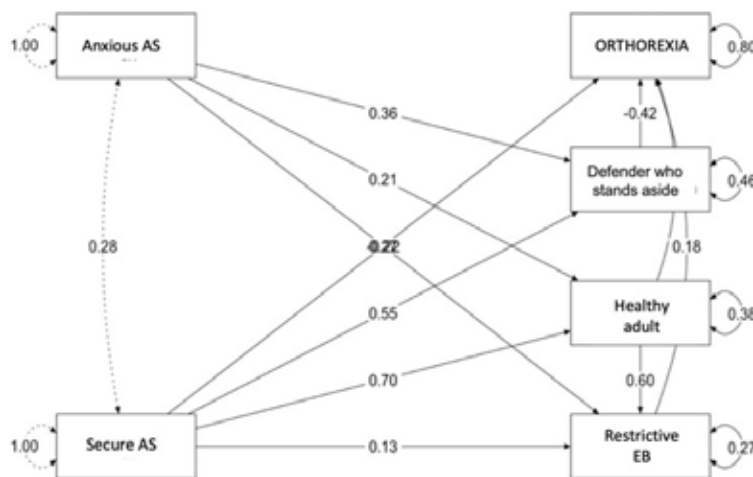 1.00
Anxious AS
ORTHOREXIA
0.80
0.36
-0.42
Defender who
stands aside
0.46
0.21
0.28
0.18
0.55
Healthy
adult
0.38
0.70
0.60
1.00
Secure AS
0.13
Restrictive
EB
0.27